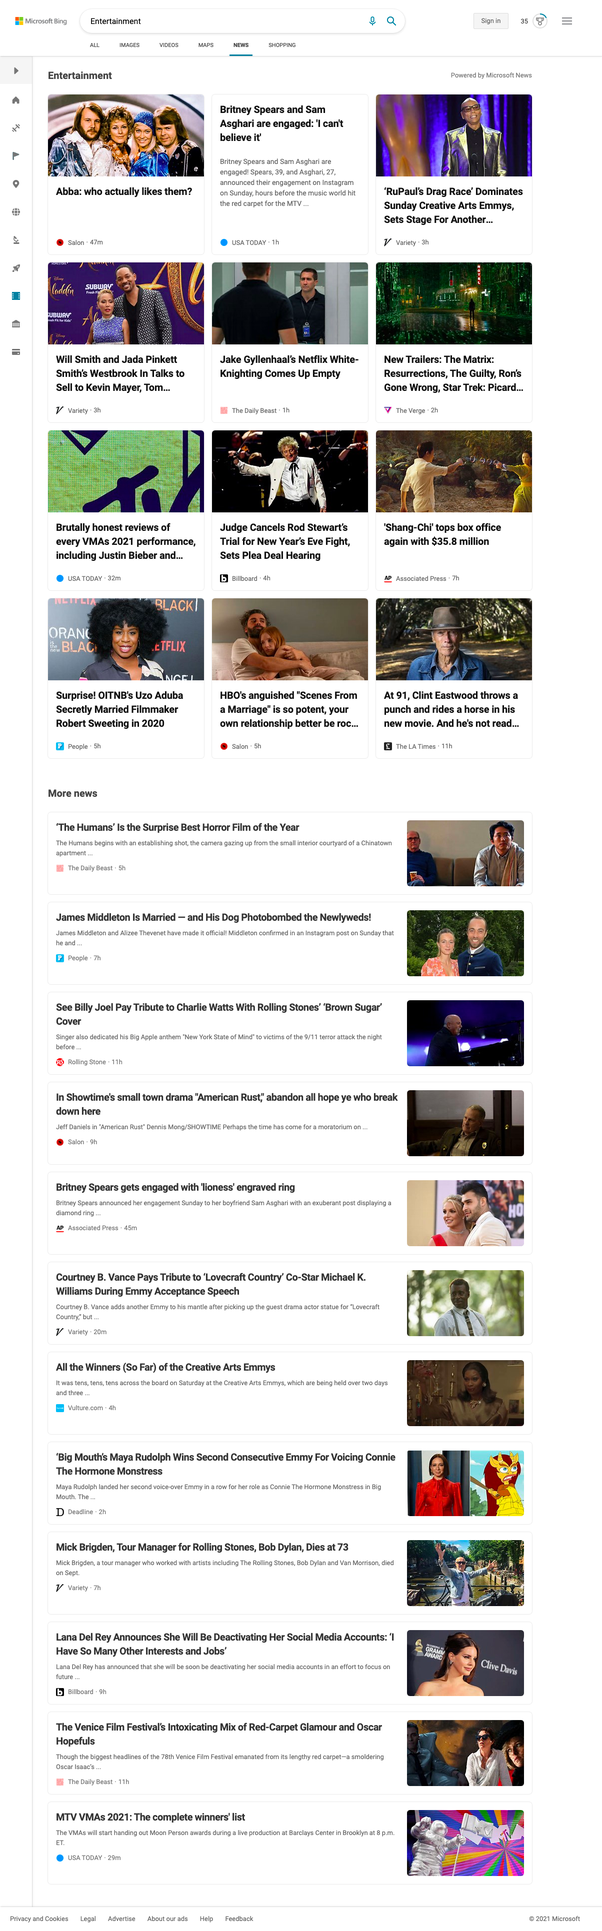 Microsoft Bing
Entertainment
Sign in
35
ALL
IMAGES
VIDEOS
MAPS
NEWS
SHOPPING
Entertainment
Powered by Microsoft News
Abba: who actually likes them?
Salon · 47m
Britney Spears and Sam
Asghari are engaged: 'I can't
believe it'
Britney Spears and Sam Asghari are
engaged! Spears, 39, and Asghari, 27,
announced their engagement on Instagram
on Sunday, hours before the music world hit
the red carpet for the MTV ...
USA TODAY · 1h
'RuPaul's Drag Race' Dominates
Sunday Creative Arts Emmys,
Sets Stage For Another...
Variety · 3h
Aladdin
SUBWAY
Will Smith and Jada Pinkett
Smith's Westbrook In Talks to
Sell to Kevin Mayer, Tom...
Variety · 3h
Jake Gyllenhaal's Netflix White-
Knighting Comes Up Empty
The Daily Beast · 1h
New Trailers: The Matrix:
Resurrections, The Guilty, Ron's
Gone Wrong, Star Trek: Picard...
The Verge · 2h
Brutally honest reviews of
every VMAs 2021 performance,
including Justin Bieber and...
USA TODAY · 32m
Judge Cancels Rod Stewart's
Trial for New Year's Eve Fight,
Sets Plea Deal Hearing
Billboard · 4h
'Shang-Chi' tops box office
again with $35.8 million
AP Associated Press · 7h
NETFLIX
BLACK
ORAN
BLAC
ETFLIX
Surprise! OITNB's Uzo Aduba
Secretly Married Filmmaker
Robert Sweeting in 2020
People · 5h
HBO's anguished "Scenes From
a Marriage" is so potent, your
own relationship better be roc...
Salon · 5h
At 91, Clint Eastwood throws a
punch and rides a horse in his
new movie. And he's not read...
The LA Times · 11h
More news
'The Humans' Is the Surprise Best Horror Film of the Year
The Humans begins with an establishing shot, the camera gazing up from the small interior courtyard of a Chinatown
apartment ...
The Daily Beast · 5h
James Middleton Is Married — and His Dog Photobombed the Newlyweds!
James Middleton and Alizee Thevenet have made it official! Middleton confirmed in an Instagram post on Sunday that
he and ...
People · 7h
See Billy Joel Pay Tribute to Charlie Watts With Rolling Stones' 'Brown Sugar'
Cover
Singer also dedicated his Big Apple anthem "New York State of Mind" to victims of the 9/11 terror attack the night
before ...
Rolling Stone · 11h
In Showtime's small town drama "American Rust," abandon all hope ye who break
down here
Jeff Daniels in "American Rust" Dennis Mong/SHOWTIME Perhaps the time has come for a moratorium on ...
Salon · 9h
Britney Spears gets engaged with 'lioness' engraved ring
Britney Spears announced her engagement Sunday to her boyfriend Sam Asghari with an exuberant post displaying a
diamond ring ...
AP Associated Press · 45m
Courtney B. Vance Pays Tribute to 'Lovecraft Country' Co-Star Michael K.
Williams During Emmy Acceptance Speech
Courtney B. Vance adds another Emmy to his mantle after picking up the guest drama actor statue for "Lovecraft
Country," but ...
Variety · 20m
All the Winners (So Far) of the Creative Arts Emmys
It was tens, tens, tens across the board on Saturday at the Creative Arts Emmys, which are being held over two days
and three ...
Vulture.com · 4h
'Big Mouth's Maya Rudolph Wins Second Consecutive Emmy For Voicing Connie
The Hormone Monstress
Maya Rudolph landed her second voice-over Emmy in a row for her role as Connie The Hormone Monstress in Big
Mouth. The ...
Deadline · 2h
Mick Brigden, Tour Manager for Rolling Stones, Bob Dylan, Dies at 73
Mick Brigden, a tour manager who worked with artists including The Rolling Stones, Bob Dylan and Van Morrison, died
on Sept.
Variety · 7h
Lana Del Rey Announces She Will Be Deactivating Her Social Media Accounts: 'I
Have So Many Other Interests and Jobs'
Lana Del Rey has announced that she will be soon be deactivating her social media accounts in an effort to focus on
future ...
Billboard · 9h
GRAMMY
AWARD
Clive Davis
The Venice Film Festival's Intoxicating Mix of Red-Carpet Glamour and Oscar
Hopefuls
Though the biggest headlines of the 78th Venice Film Festival emanated from its lengthy red carpet—a smoldering
Oscar Isaac's ...
The Daily Beast · 11h
MTV VMAs 2021: The complete winners' list
The VMAs will start handing out Moon Person awards during a live production at Barclays Center in Brooklyn at 8 p.m.
ET.
USA TODAY · 29m
Privacy and Cookies
Legal
Advertise
About our ads
Help
Feedback
© 2021 Microsoft